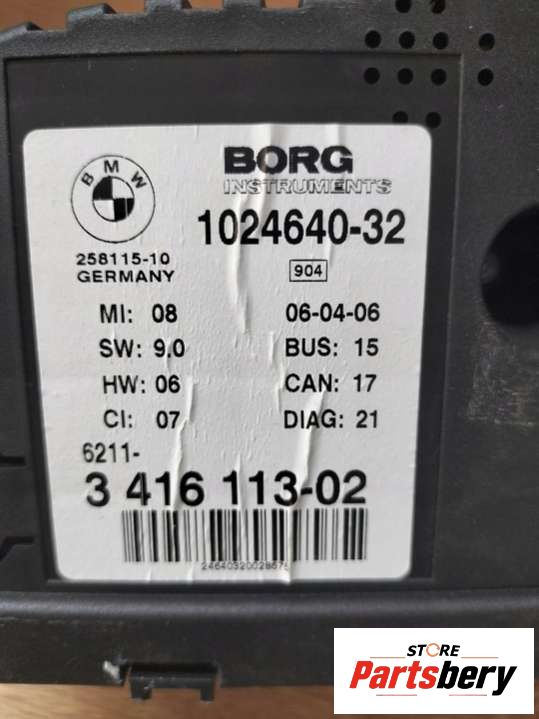 BMW
BORG
INSTRUMENTS
1024640-32
258115-10
GERMANY
904
MI: 08
06-04-06
SW: 9.0
BUS: 15
HW: 06
CAN: 17
CI: 07
DIAG: 21
6211-
3 416 113-02
STORE
Partsbery